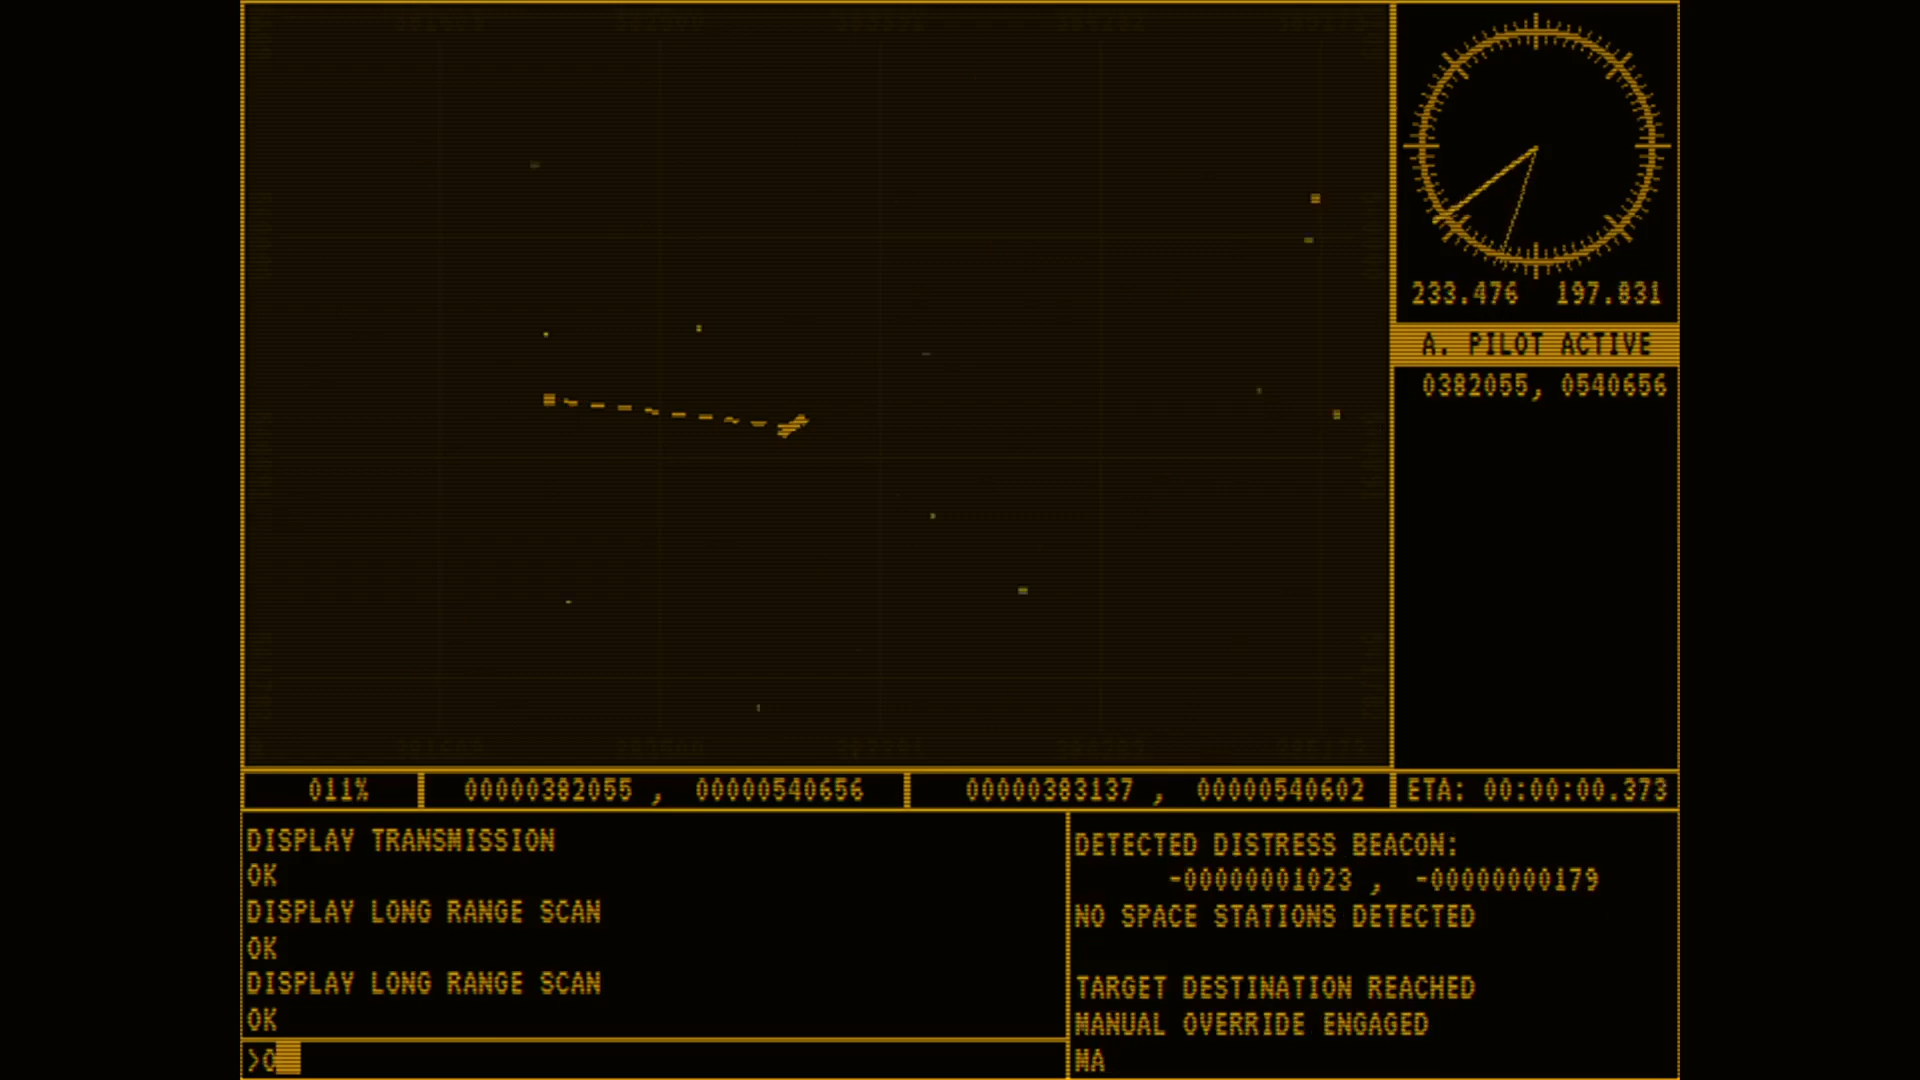 233.476 197.831
A. PILOT ACTIVE
0382055, 0540656
011% 00000382055 , 00000540656 00000383137 , 00000540602 ETA: 00:00:00.373
DISPLAY TRANSMISSION
OK
DISPLAY LONG RANGE SCAN
OK
DISPLAY LONG RANGE SCAN
OK
>O
DETECTED DISTRESS BEACON:
-00000001023 , -00000000179
NO SPACE STATIONS DETECTED
TARGET DESTINATION REACHED
MANUAL OVERRIDE ENGAGED
MA